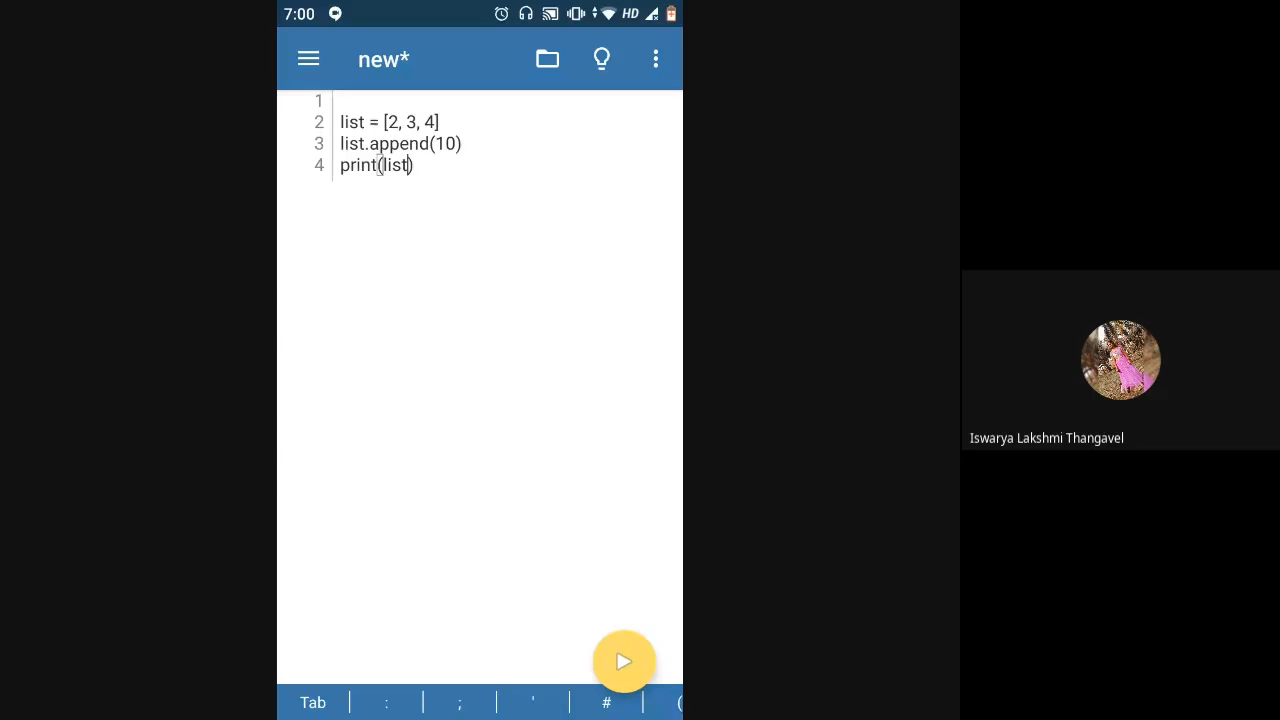 7:00 HD
new*
1
2 list = [2, 3, 4]
3 list.append(10)
4 print(list)
Iswarya Lakshmi Thangavel
Tab : ; ' # (